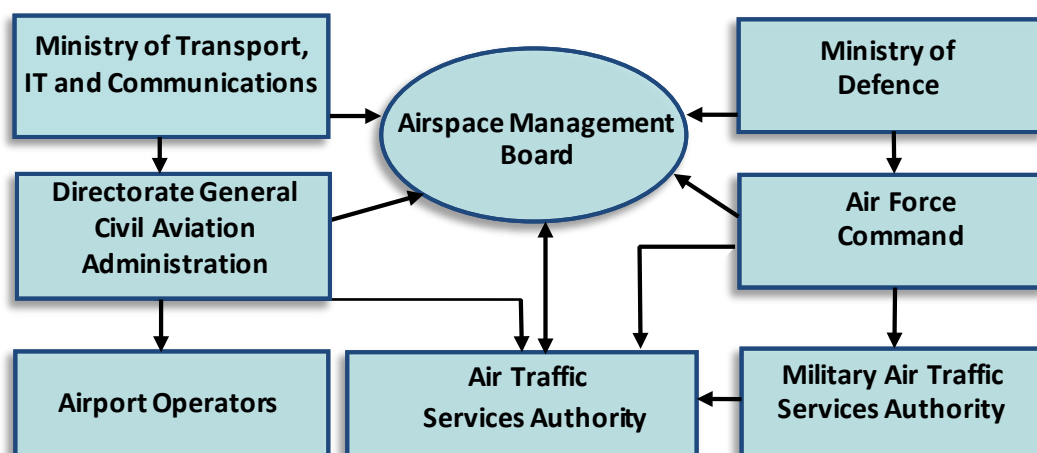 Ministry of Transport,
IT and Communications
Airspace Management
Board
Ministry of
Defence
Directorate General
Civil Aviation
Administration
Air Force
Command
Airport Operators
Air Traffic
Services Authority
Military Air Traffic
Services Authority